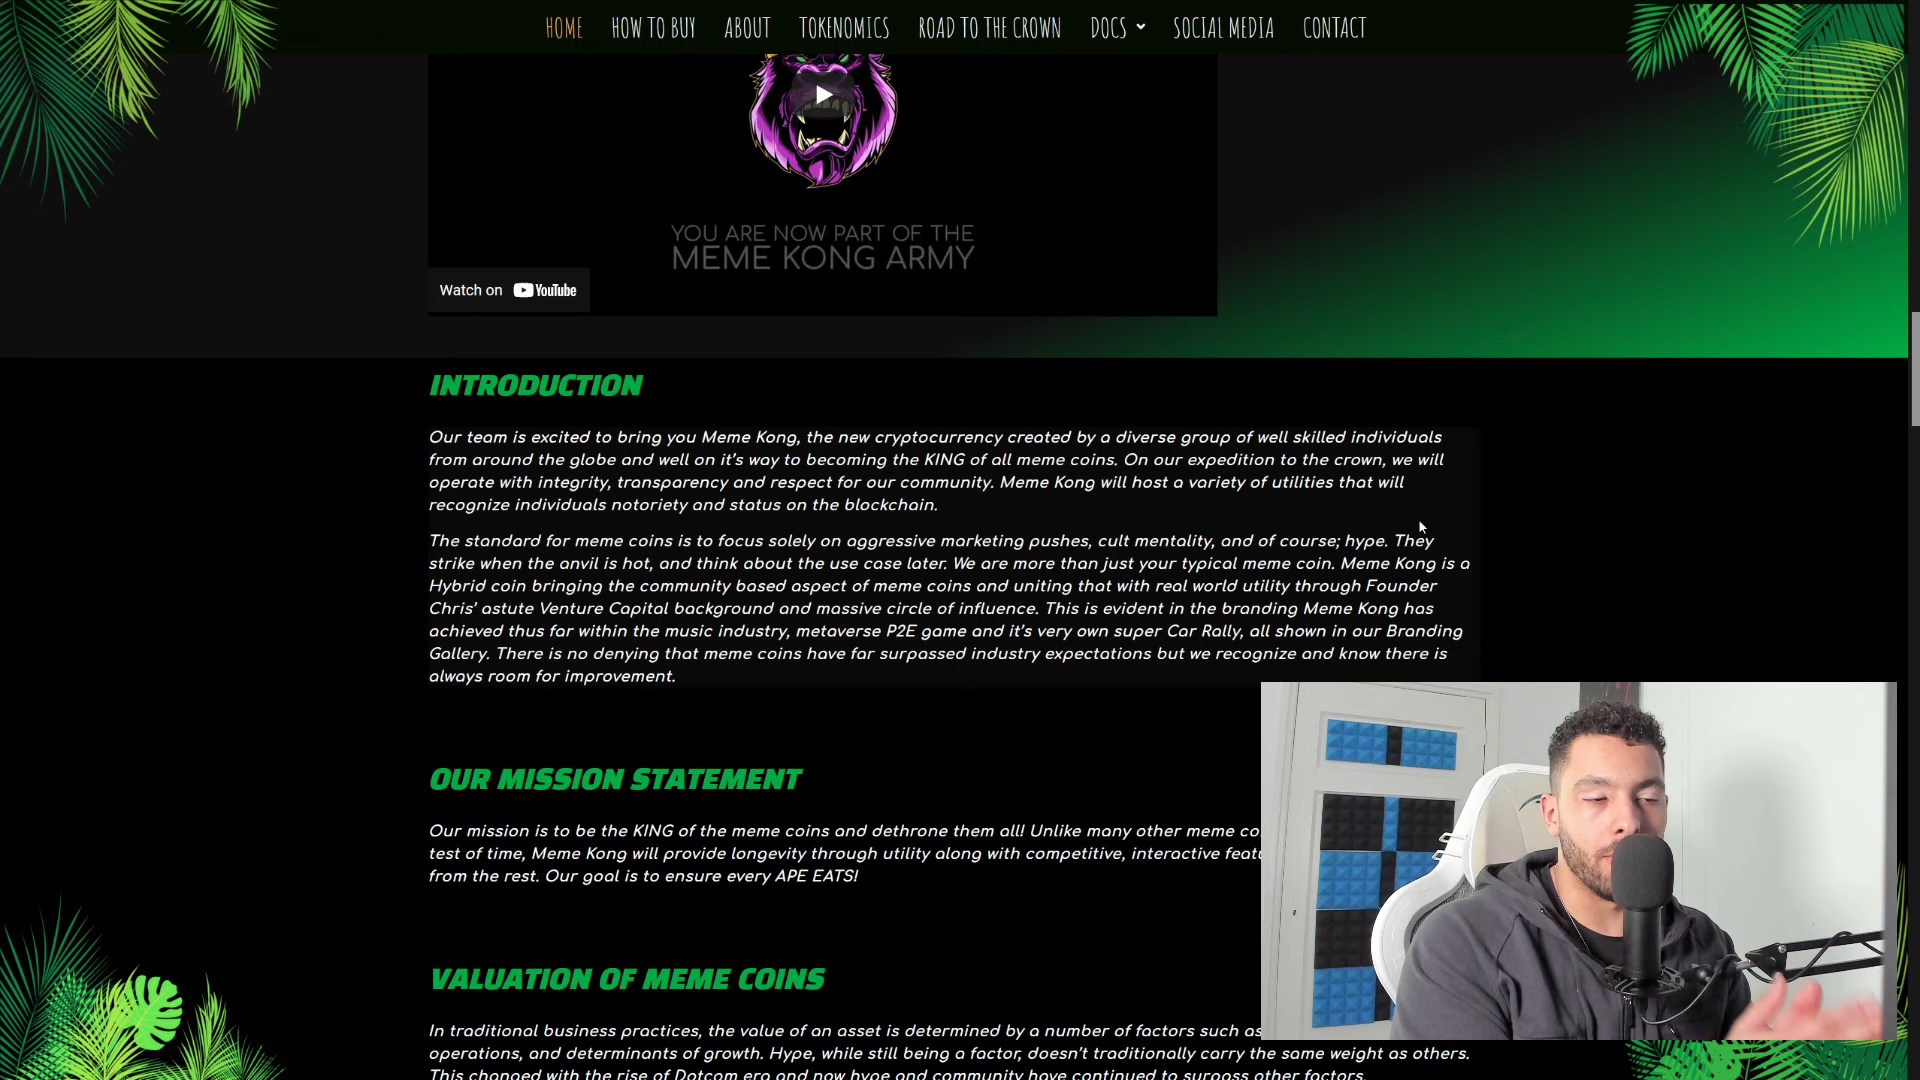 HOME HOW TO BUY ABOUT TOKENOMICS ROAD TO THE CROWN DOCS SOCIAL MEDIA CONTACT
YOU ARE NOW PART OF THE
MEME KONG ARMY
Watch on YouTube
INTRODUCTION
Our team is excited to bring you Meme Kong, the new cryptocurrency created by a diverse group of well skilled individuals
from around the globe and well on it's way to becoming the KING of all meme coins. On our expedition to the crown, we will
operate with integrity, transparency and respect for our community. Meme Kong will host a variety of utilities that will
recognize individuals notoriety and status on the blockchain.
The standard for meme coins is to focus solely on aggressive marketing pushes, cult mentality, and of course; hype. They
strike when the anvil is hot, and think about the use case later. We are more than just your typical meme coin. Meme Kong is a
Hybrid coin bringing the community based aspect of meme coins and uniting that with real world utility through Founder
Chris' astute Venture Capital background and massive circle of influence. This is evident in the branding Meme Kong has
achieved thus far within the music industry, metaverse P2E game and it's very own super Car Rally, all shown in our Branding
Gallery. There is no denying that meme coins have far surpassed industry expectations but we recognize and know there is
always room for improvement.
OUR MISSION STATEMENT
Our mission is to be the KING of the meme coins and dethrone them all! Unlike many other meme co
test of time, Meme Kong will provide longevity through utility along with competitive, interactive feat
from the rest. Our goal is to ensure every APE EATS!
VALUATION OF MEME COINS
In traditional business practices, the value of an asset is determined by a number of factors such as
operations, and determinants of growth. Hype, while still being a factor, doesn't traditionally carry the same weight as others.
This changed with the rise of Dotcom era and now hype and community have continued to surpass other factors.